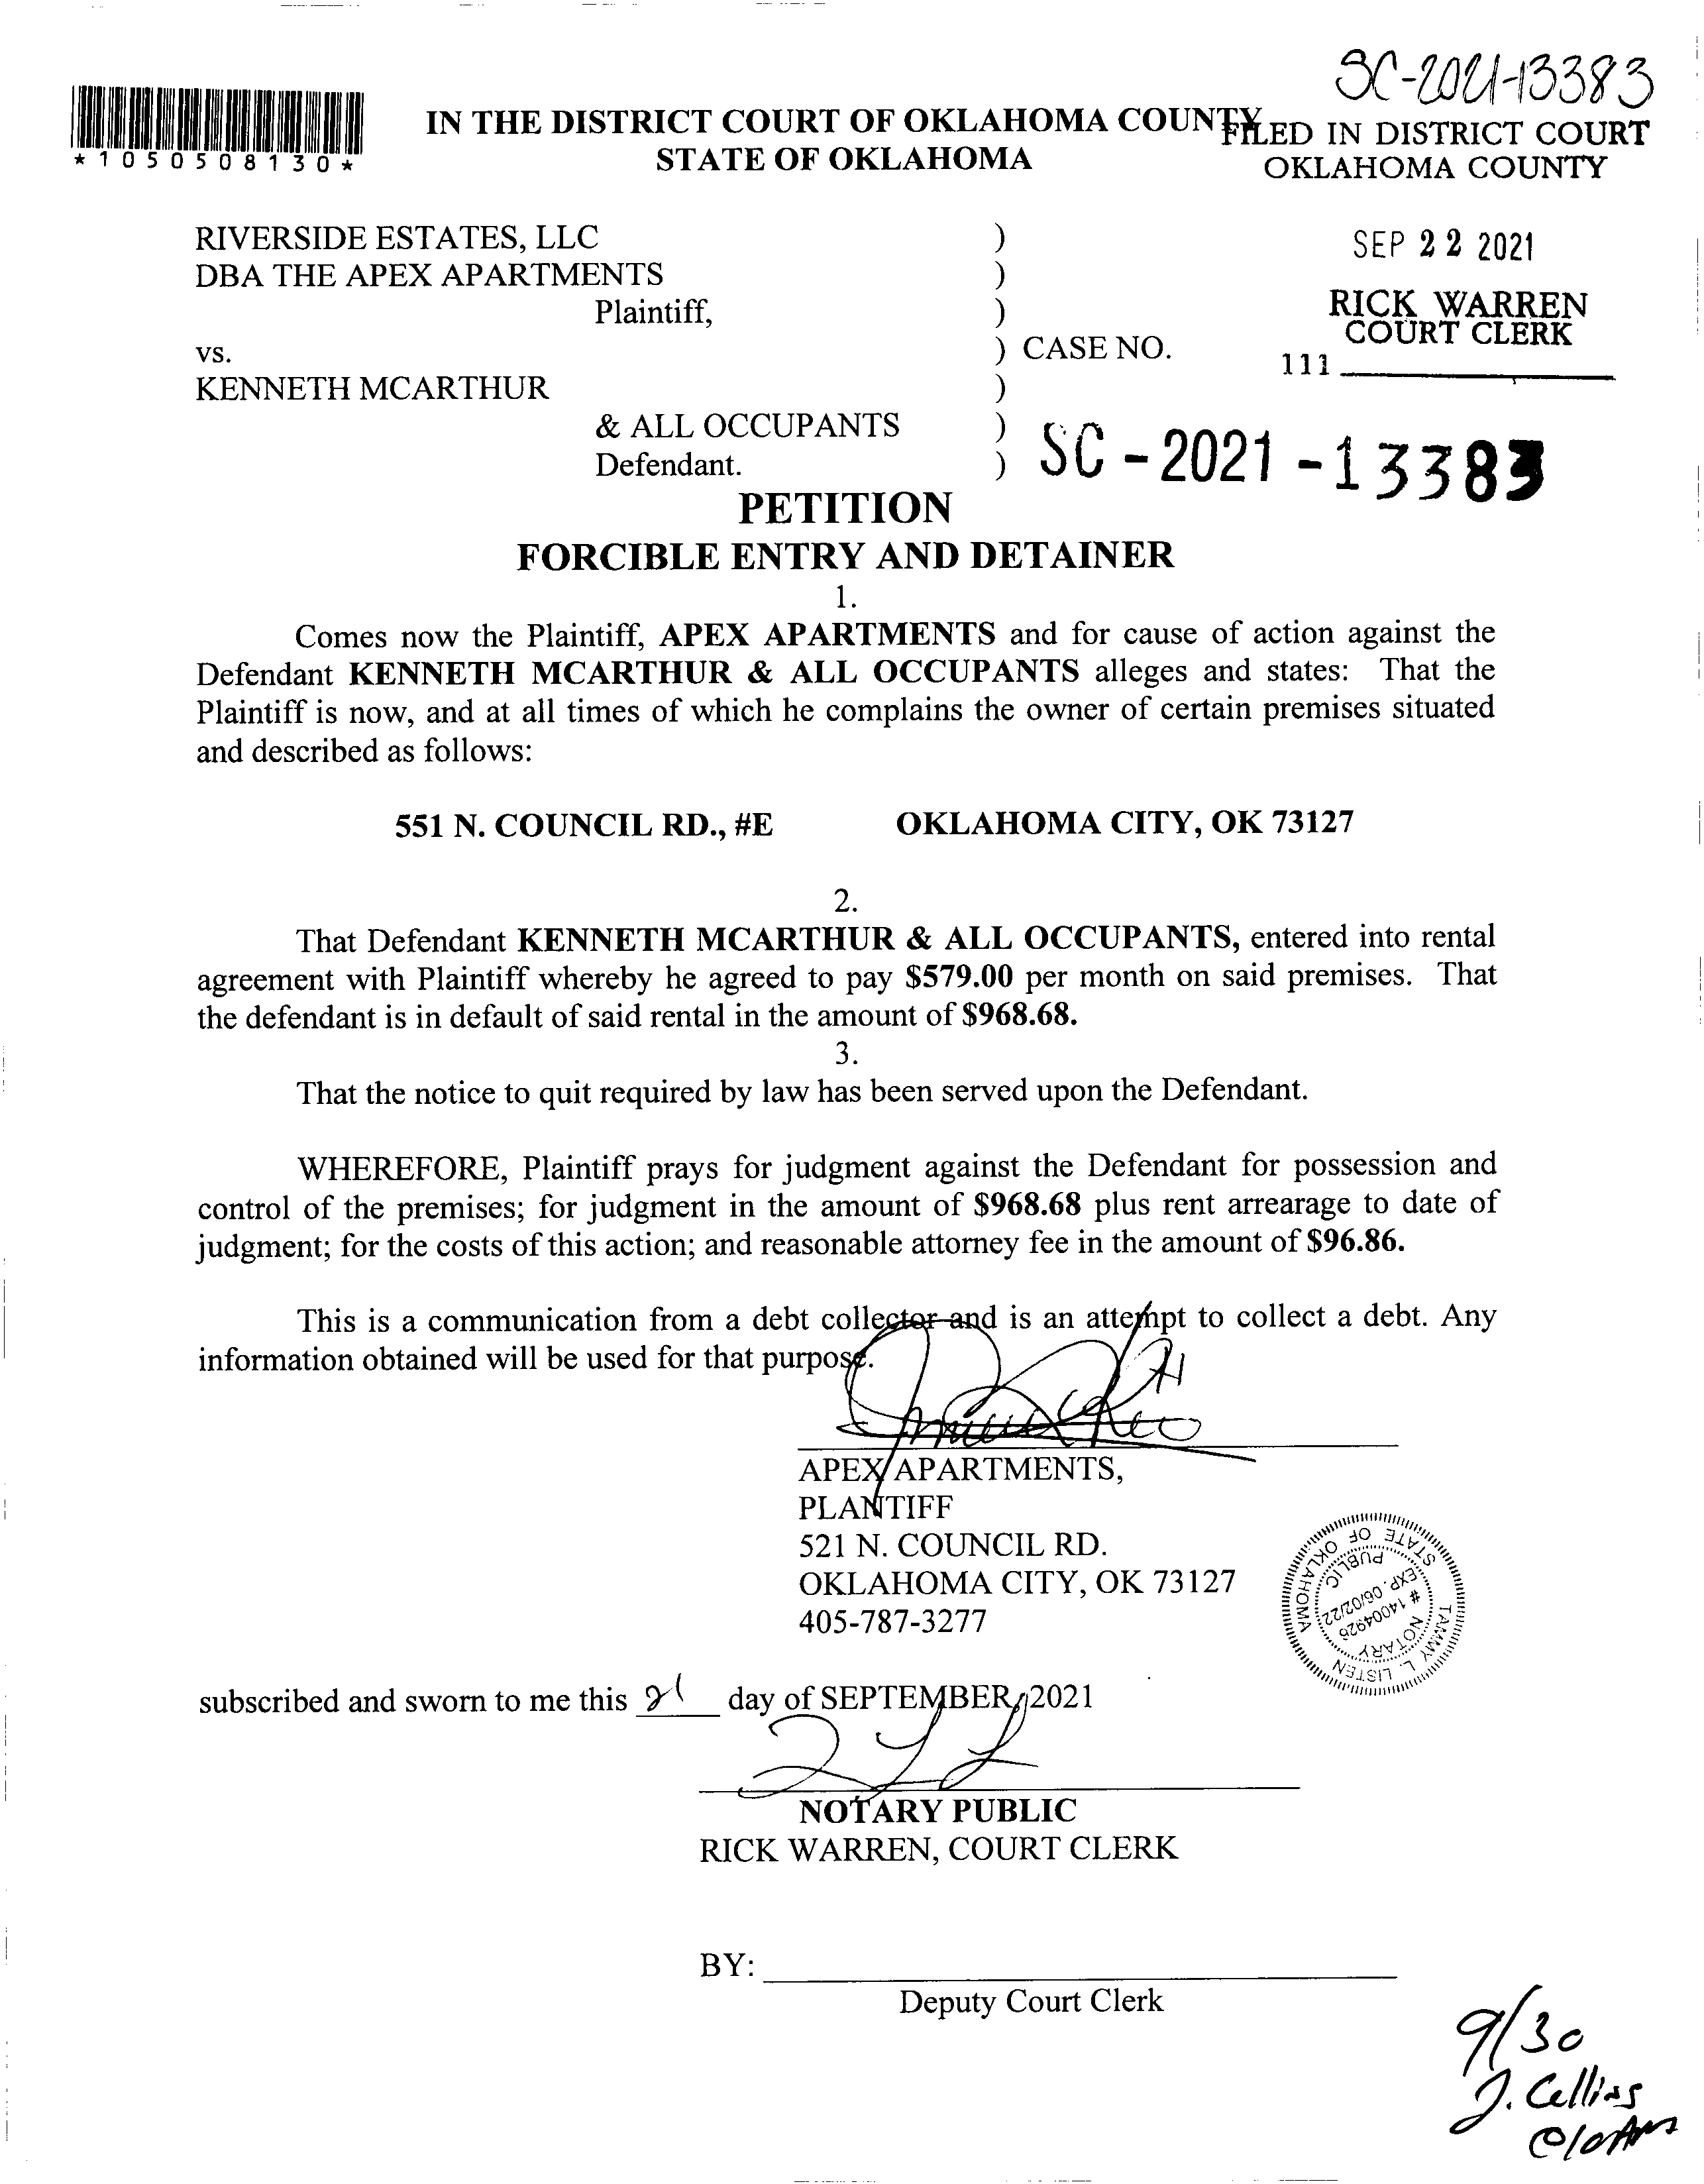 SC-2021-13383
*1050508130*
IN THE DISTRICT COURT OF OKLAHOMA COUNTY
STATE OF OKLAHOMA
FILED IN DISTRICT COURT
OKLAHOMA COUNTY
SEP 22 2021
RICK WARREN
COURT CLERK
111
RIVERSIDE ESTATES, LLC )
DBA THE APEX APARTMENTS )
Plaintiff, )
vs. ) CASE NO.
KENNETH MCARTHUR )
& ALL OCCUPANTS )
Defendant. )
SC-2021-13383
PETITION
FORCIBLE ENTRY AND DETAINER
1.
Comes now the Plaintiff, APEX APARTMENTS and for cause of action against the
Defendant KENNETH MCARTHUR & ALL OCCUPANTS alleges and states: That the
Plaintiff is now, and at all times of which he complains the owner of certain premises situated
and described as follows:
551 N. COUNCIL RD., #E OKLAHOMA CITY, OK 73127
2.
That Defendant KENNETH MCARTHUR & ALL OCCUPANTS, entered into rental
agreement with Plaintiff whereby he agreed to pay $579.00 per month on said premises. That
the defendant is in default of said rental in the amount of $968.68.
3.
That the notice to quit required by law has been served upon the Defendant.
WHEREFORE, Plaintiff prays for judgment against the Defendant for possession and
control of the premises; for judgment in the amount of $968.68 plus rent arrearage to date of
judgment; for the costs of this action; and reasonable attorney fee in the amount of $96.86.
This is a communication from a debt collector and is an attempt to collect a debt. Any
information obtained will be used for that purpose.
APEX APARTMENTS,
PLANTIFF
521 N. COUNCIL RD.
OKLAHOMA CITY, OK 73127
405-787-3277
TAMMY L. LISTEN
STATE OF OKLAHOMA
NOTARY PUBLIC
# 14004926
EXP. 06/02/22
subscribed and sworn to me this 21 day of SEPTEMBER, 2021
NOTARY PUBLIC
RICK WARREN, COURT CLERK
BY:
Deputy Court Clerk
9/30
J. Collins
@10AM